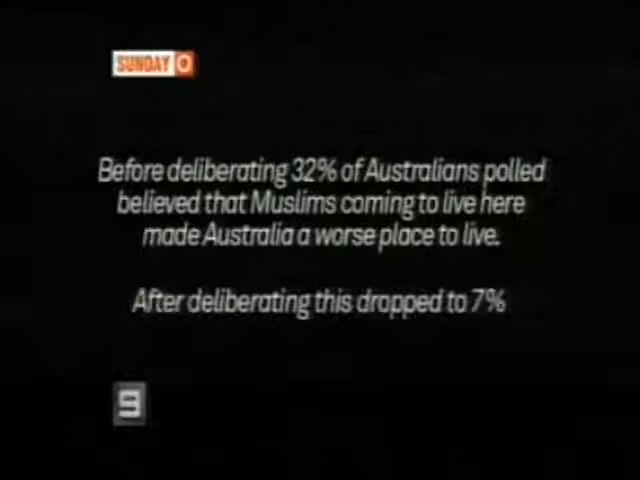 SUNDAY
Before deliberating 32% of Australians polled
believed that Muslims coming to live here
made Australia a worse place to live.
After deliberating this dropped to 7%
9